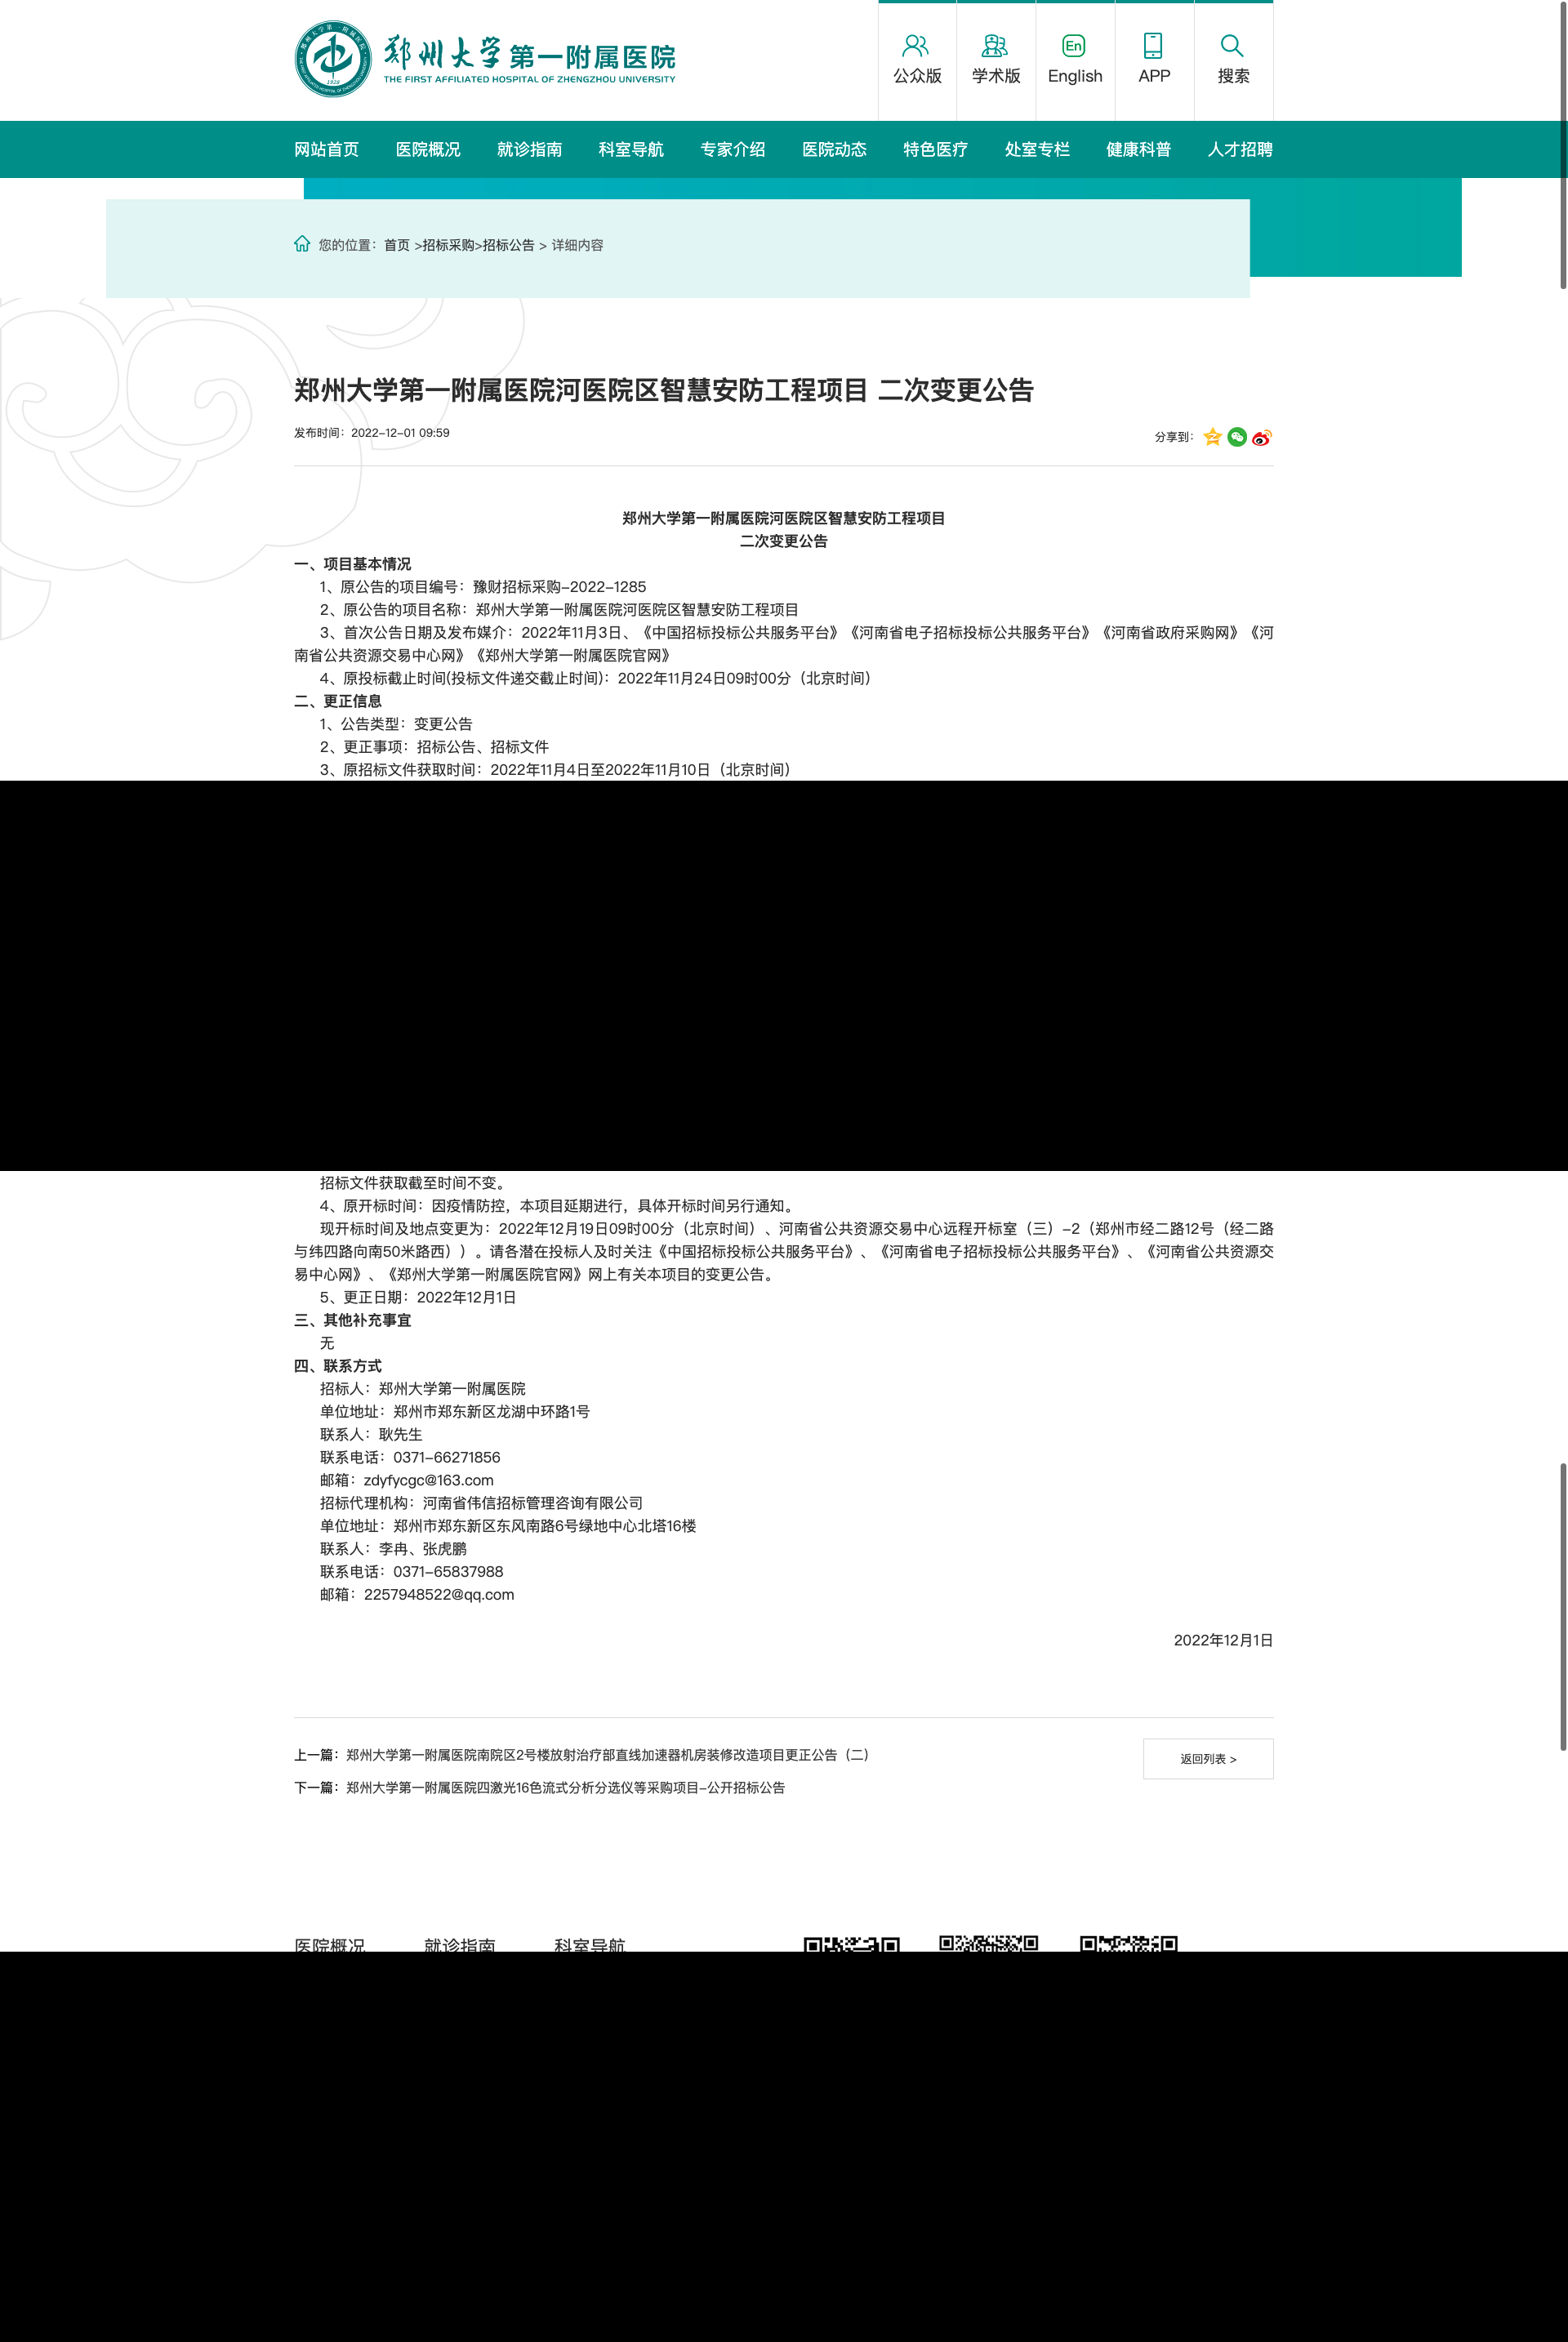 郑州大学第一附属医院
THE FIRST AFFILIATED HOSPITAL OF ZHENGZHOU UNIVERSITY
1928
公众版
学术版
En
English
APP
搜索
网站首页 医院概况 就诊指南 科室导航 专家介绍 医院动态 特色医疗 处室专栏 健康科普 人才招聘
您的位置：首页 >招标采购>招标公告 > 详细内容
郑州大学第一附属医院河医院区智慧安防工程项目 二次变更公告
发布时间：2022-12-01 09:59
分享到：
郑州大学第一附属医院河医院区智慧安防工程项目
二次变更公告
一、项目基本情况
1、原公告的项目编号：豫财招标采购-2022-1285
2、原公告的项目名称：郑州大学第一附属医院河医院区智慧安防工程项目
3、首次公告日期及发布媒介：2022年11月3日、《中国招标投标公共服务平台》《河南省电子招标投标公共服务平台》《河南省政府采购网》《河
南省公共资源交易中心网》《郑州大学第一附属医院官网》
4、原投标截止时间(投标文件递交截止时间)：2022年11月24日09时00分（北京时间）
二、更正信息
1、公告类型：变更公告
2、更正事项：招标公告、招标文件
3、原招标文件获取时间：2022年11月4日至2022年11月10日（北京时间）
招标文件获取截至时间不变。
4、原开标时间：因疫情防控，本项目延期进行，具体开标时间另行通知。
现开标时间及地点变更为：2022年12月19日09时00分（北京时间）、河南省公共资源交易中心远程开标室（三）-2（郑州市经二路12号（经二路
与纬四路向南50米路西））。请各潜在投标人及时关注《中国招标投标公共服务平台》、《河南省电子招标投标公共服务平台》、《河南省公共资源交
易中心网》、《郑州大学第一附属医院官网》网上有关本项目的变更公告。
5、更正日期：2022年12月1日
三、其他补充事宜
无
四、联系方式
招标人：郑州大学第一附属医院
单位地址：郑州市郑东新区龙湖中环路1号
联系人：耿先生
联系电话：0371-66271856
邮箱：zdyfycgc@163.com
招标代理机构：河南省伟信招标管理咨询有限公司
单位地址：郑州市郑东新区东风南路6号绿地中心北塔16楼
联系人：李冉、张虎鹏
联系电话：0371-65837988
邮箱：2257948522@qq.com
2022年12月1日
上一篇：郑州大学第一附属医院南院区2号楼放射治疗部直线加速器机房装修改造项目更正公告（二）
返回列表 >
下一篇：郑州大学第一附属医院四激光16色流式分析分选仪等采购项目-公开招标公告
医院概况 就诊指南 科室导航